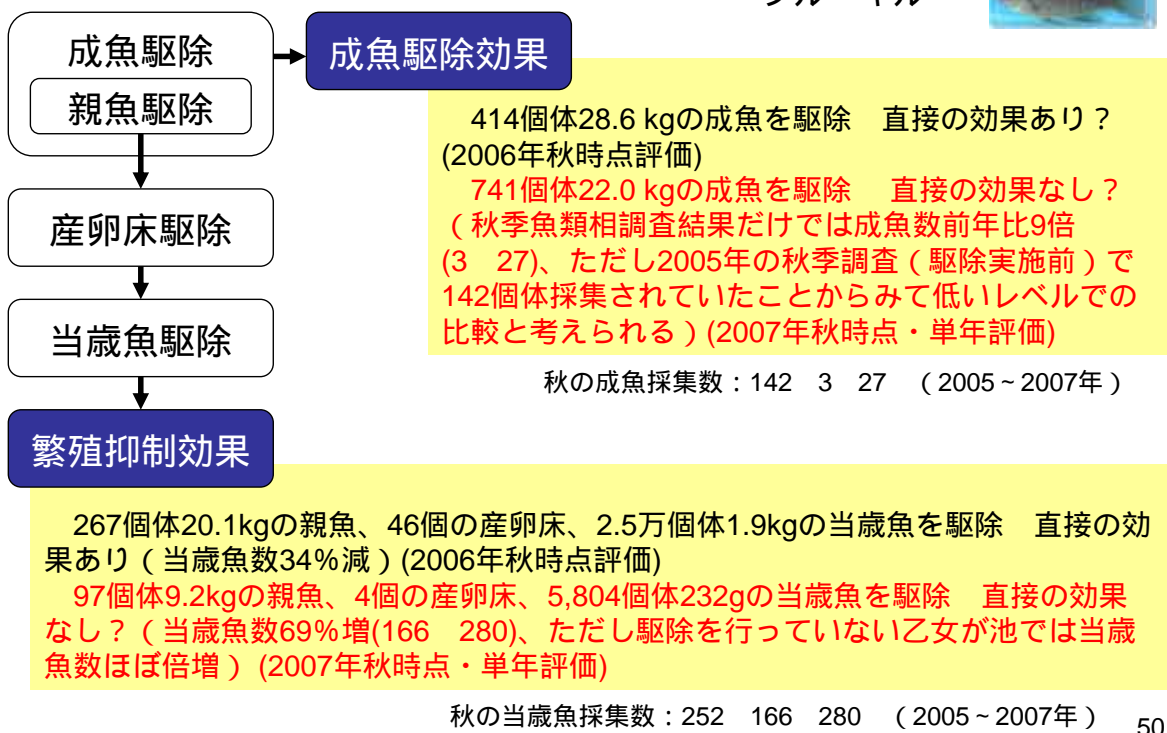 成魚駆除
親魚駆除
産卵床駆除
当歳魚駆除
繁殖抑制効果
成魚駆除効果
414個体28.6 kgの成魚を駆除　直接の効果あり？
(2006年秋時点評価)
741個体22.0 kgの成魚を駆除　直接の効果なし？
（秋季魚類相調査結果だけでは成魚数前年比9倍
(3　27)、ただし2005年の秋季調査（駆除実施前）で
142個体採集されていたことからみて低いレベルでの
比較と考えられる）(2007年秋時点・単年評価)
秋の成魚採集数：142　3　27　（2005～2007年）
267個体20.1kgの親魚、46個の産卵床、2.5万個体1.9kgの当歳魚を駆除　直接の効
果あり（当歳魚数34％減）(2006年秋時点評価)
97個体9.2kgの親魚、4個の産卵床、5,804個体232gの当歳魚を駆除　直接の効果
なし？（当歳魚数69％増(166　280)、ただし駆除を行っていない乙女が池では当歳
魚数ほぼ倍増） (2007年秋時点・単年評価)
秋の当歳魚採集数：252　166　280　（2005～2007年）
50